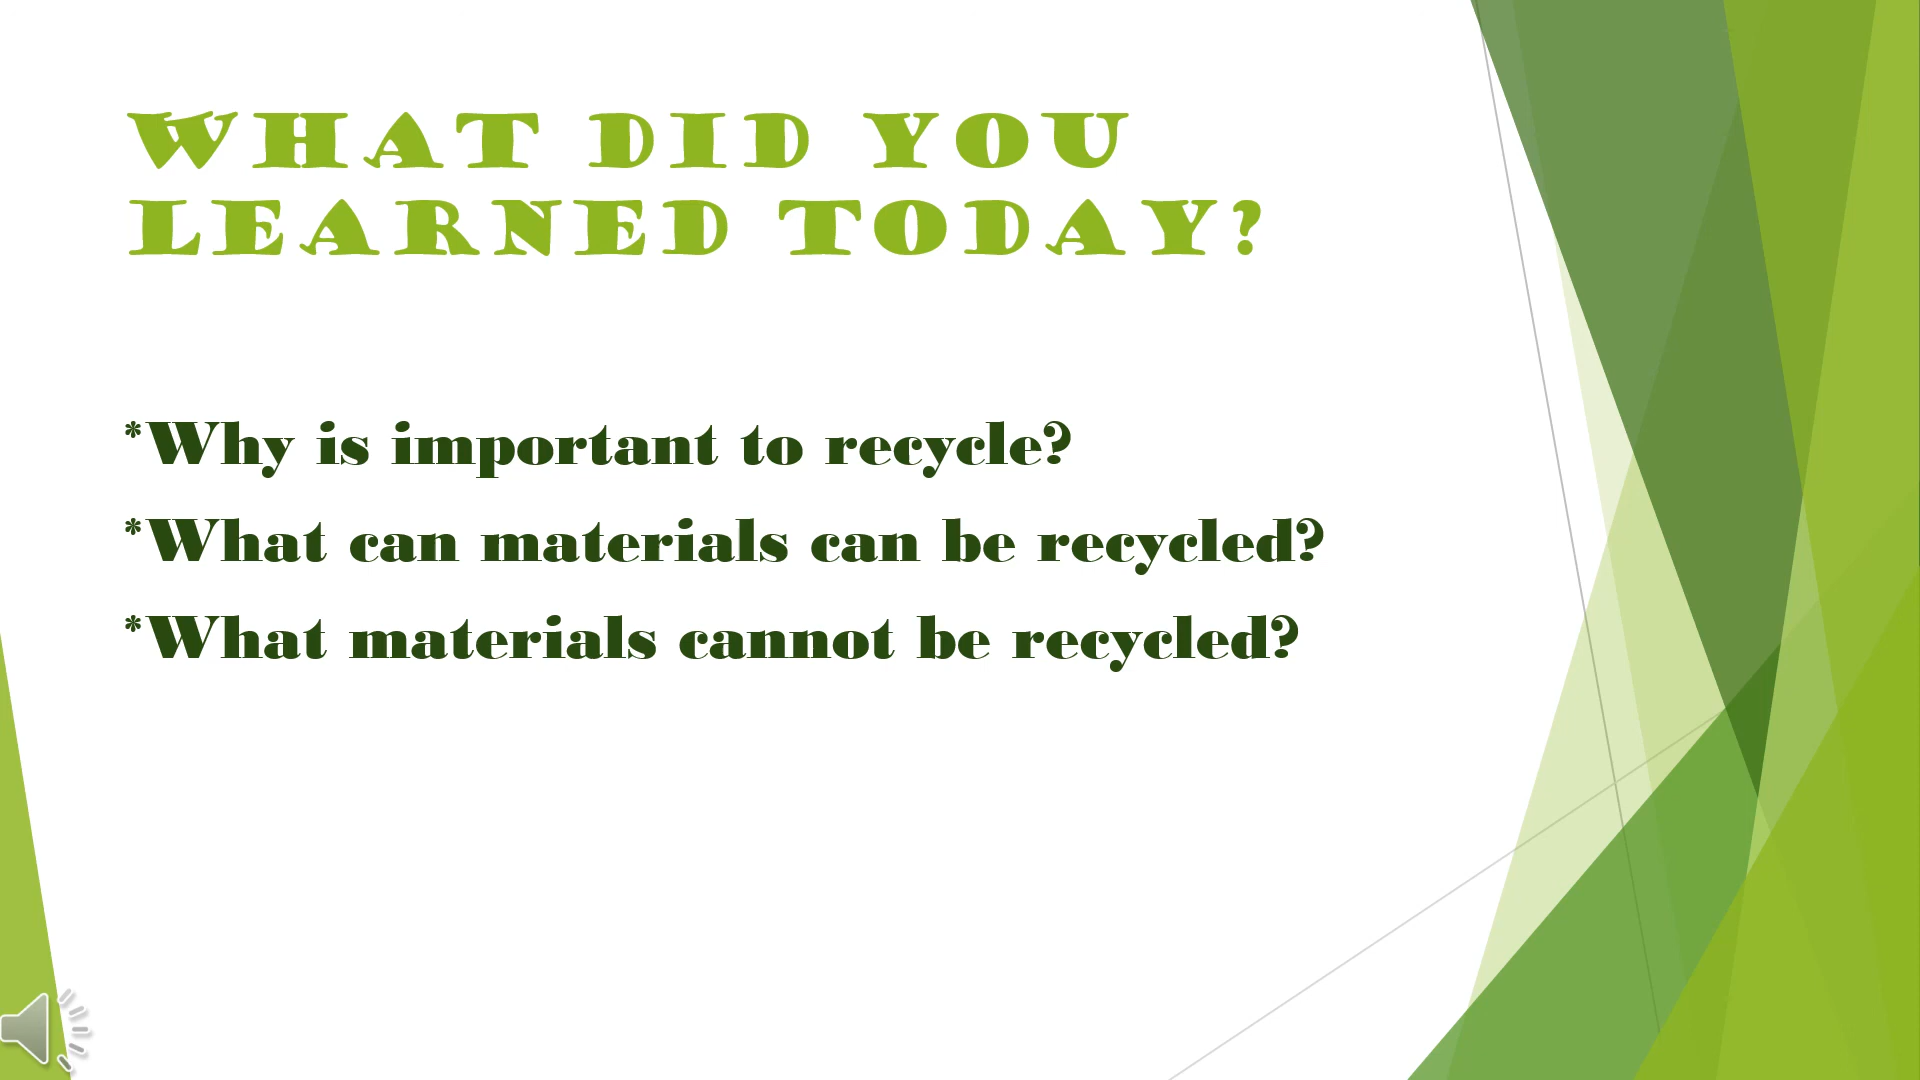 WHAT DID YOU
LEARNED TODAY?
*Why is important to recycle?
*What can materials can be recycled?
*What materials cannot be recycled?